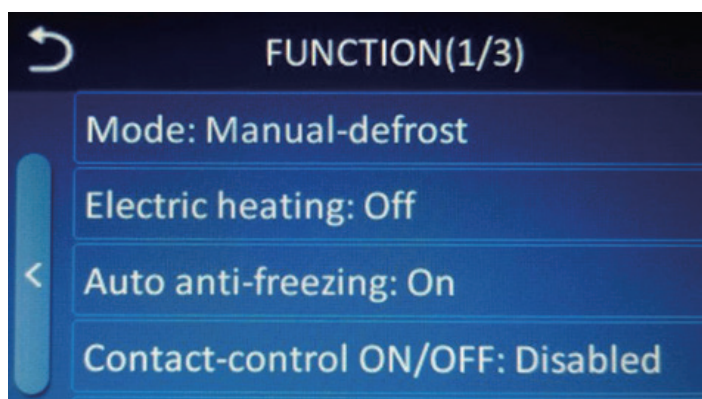 FUNCTION(1/3)
Mode: Manual-defrost
Electric heating: Off
Auto anti-freezing: On
Contact-control ON/OFF: Disabled